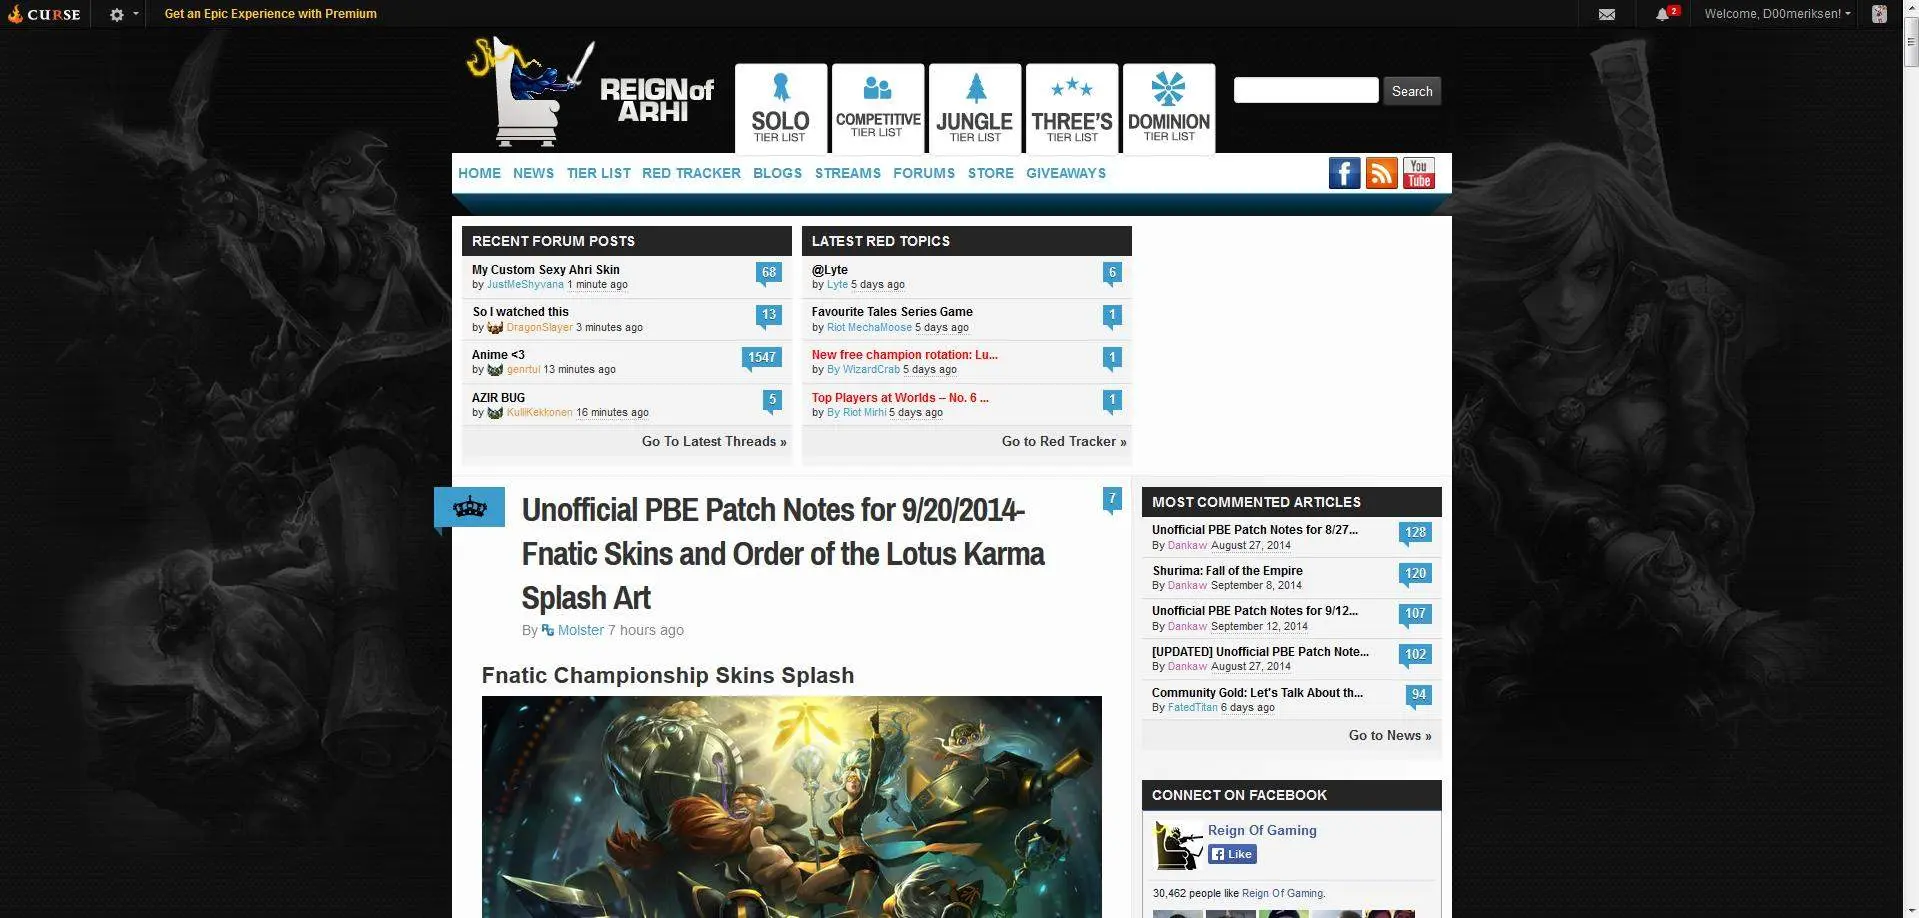 CURSE
Get an Epic Experience with Premium
2
Welcome, D00meriksen!
REIGN of
ARHI
SOLO
TIER LIST
COMPETITIVE
TIER LIST
JUNGLE
TIER LIST
THREE'S
TIER LIST
DOMINION
TIER LIST
Search
HOME NEWS TIER LIST RED TRACKER BLOGS STREAMS FORUMS STORE GIVEAWAYS
f
You
Tube
RECENT FORUM POSTS
My Custom Sexy Ahri Skin
68
by JustMeShyvana 1 minute ago
So I watched this
13
by DragonSlayer 3 minutes ago
Anime <3
1547
by genrtul 13 minutes ago
AZIR BUG
5
by KulliKekkonen 16 minutes ago
Go To Latest Threads »
LATEST RED TOPICS
@Lyte
6
by Lyte 5 days ago
Favourite Tales Series Game
1
by Riot MechaMoose 5 days ago
New free champion rotation: Lu...
1
by By WizardCrab 5 days ago
Top Players at Worlds – No. 6 ...
1
by By Riot Mirhi 5 days ago
Go to Red Tracker »
Unofficial PBE Patch Notes for 9/20/2014-
Fnatic Skins and Order of the Lotus Karma
Splash Art
7
By Molster 7 hours ago
Fnatic Championship Skins Splash
MOST COMMENTED ARTICLES
Unofficial PBE Patch Notes for 8/27...
128
By Dankaw August 27, 2014
Shurima: Fall of the Empire
120
By Dankaw September 8, 2014
Unofficial PBE Patch Notes for 9/12...
107
By Dankaw September 12, 2014
[UPDATED] Unofficial PBE Patch Note...
102
By Dankaw August 27, 2014
Community Gold: Let's Talk About th...
94
By FatedTitan 6 days ago
Go to News »
CONNECT ON FACEBOOK
Reign Of Gaming
f Like
30,462 people like Reign Of Gaming.